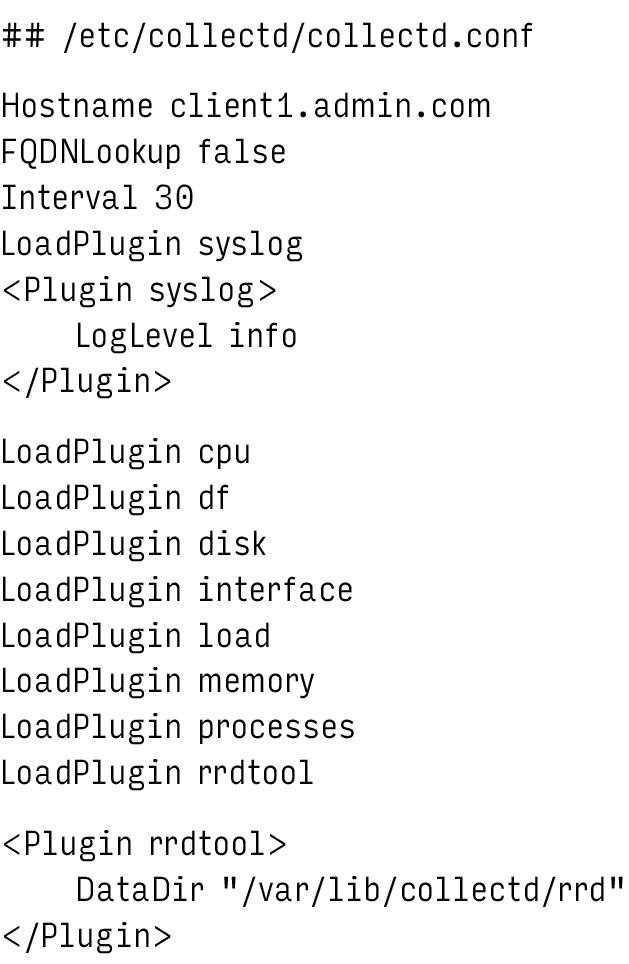 ## /etc/collectd/collectd.conf
Hostname client1.admin.com
FQDNLookup false
Interval 30
LoadPlugin syslog
<Plugin syslog>
    LogLevel info
</Plugin>
LoadPlugin cpu
LoadPlugin df
LoadPlugin disk
LoadPlugin interface
LoadPlugin load
LoadPlugin memory
LoadPlugin processes
LoadPlugin rrdtool
<Plugin rrdtool>
    DataDir "/var/lib/collectd/rrd"
</Plugin>